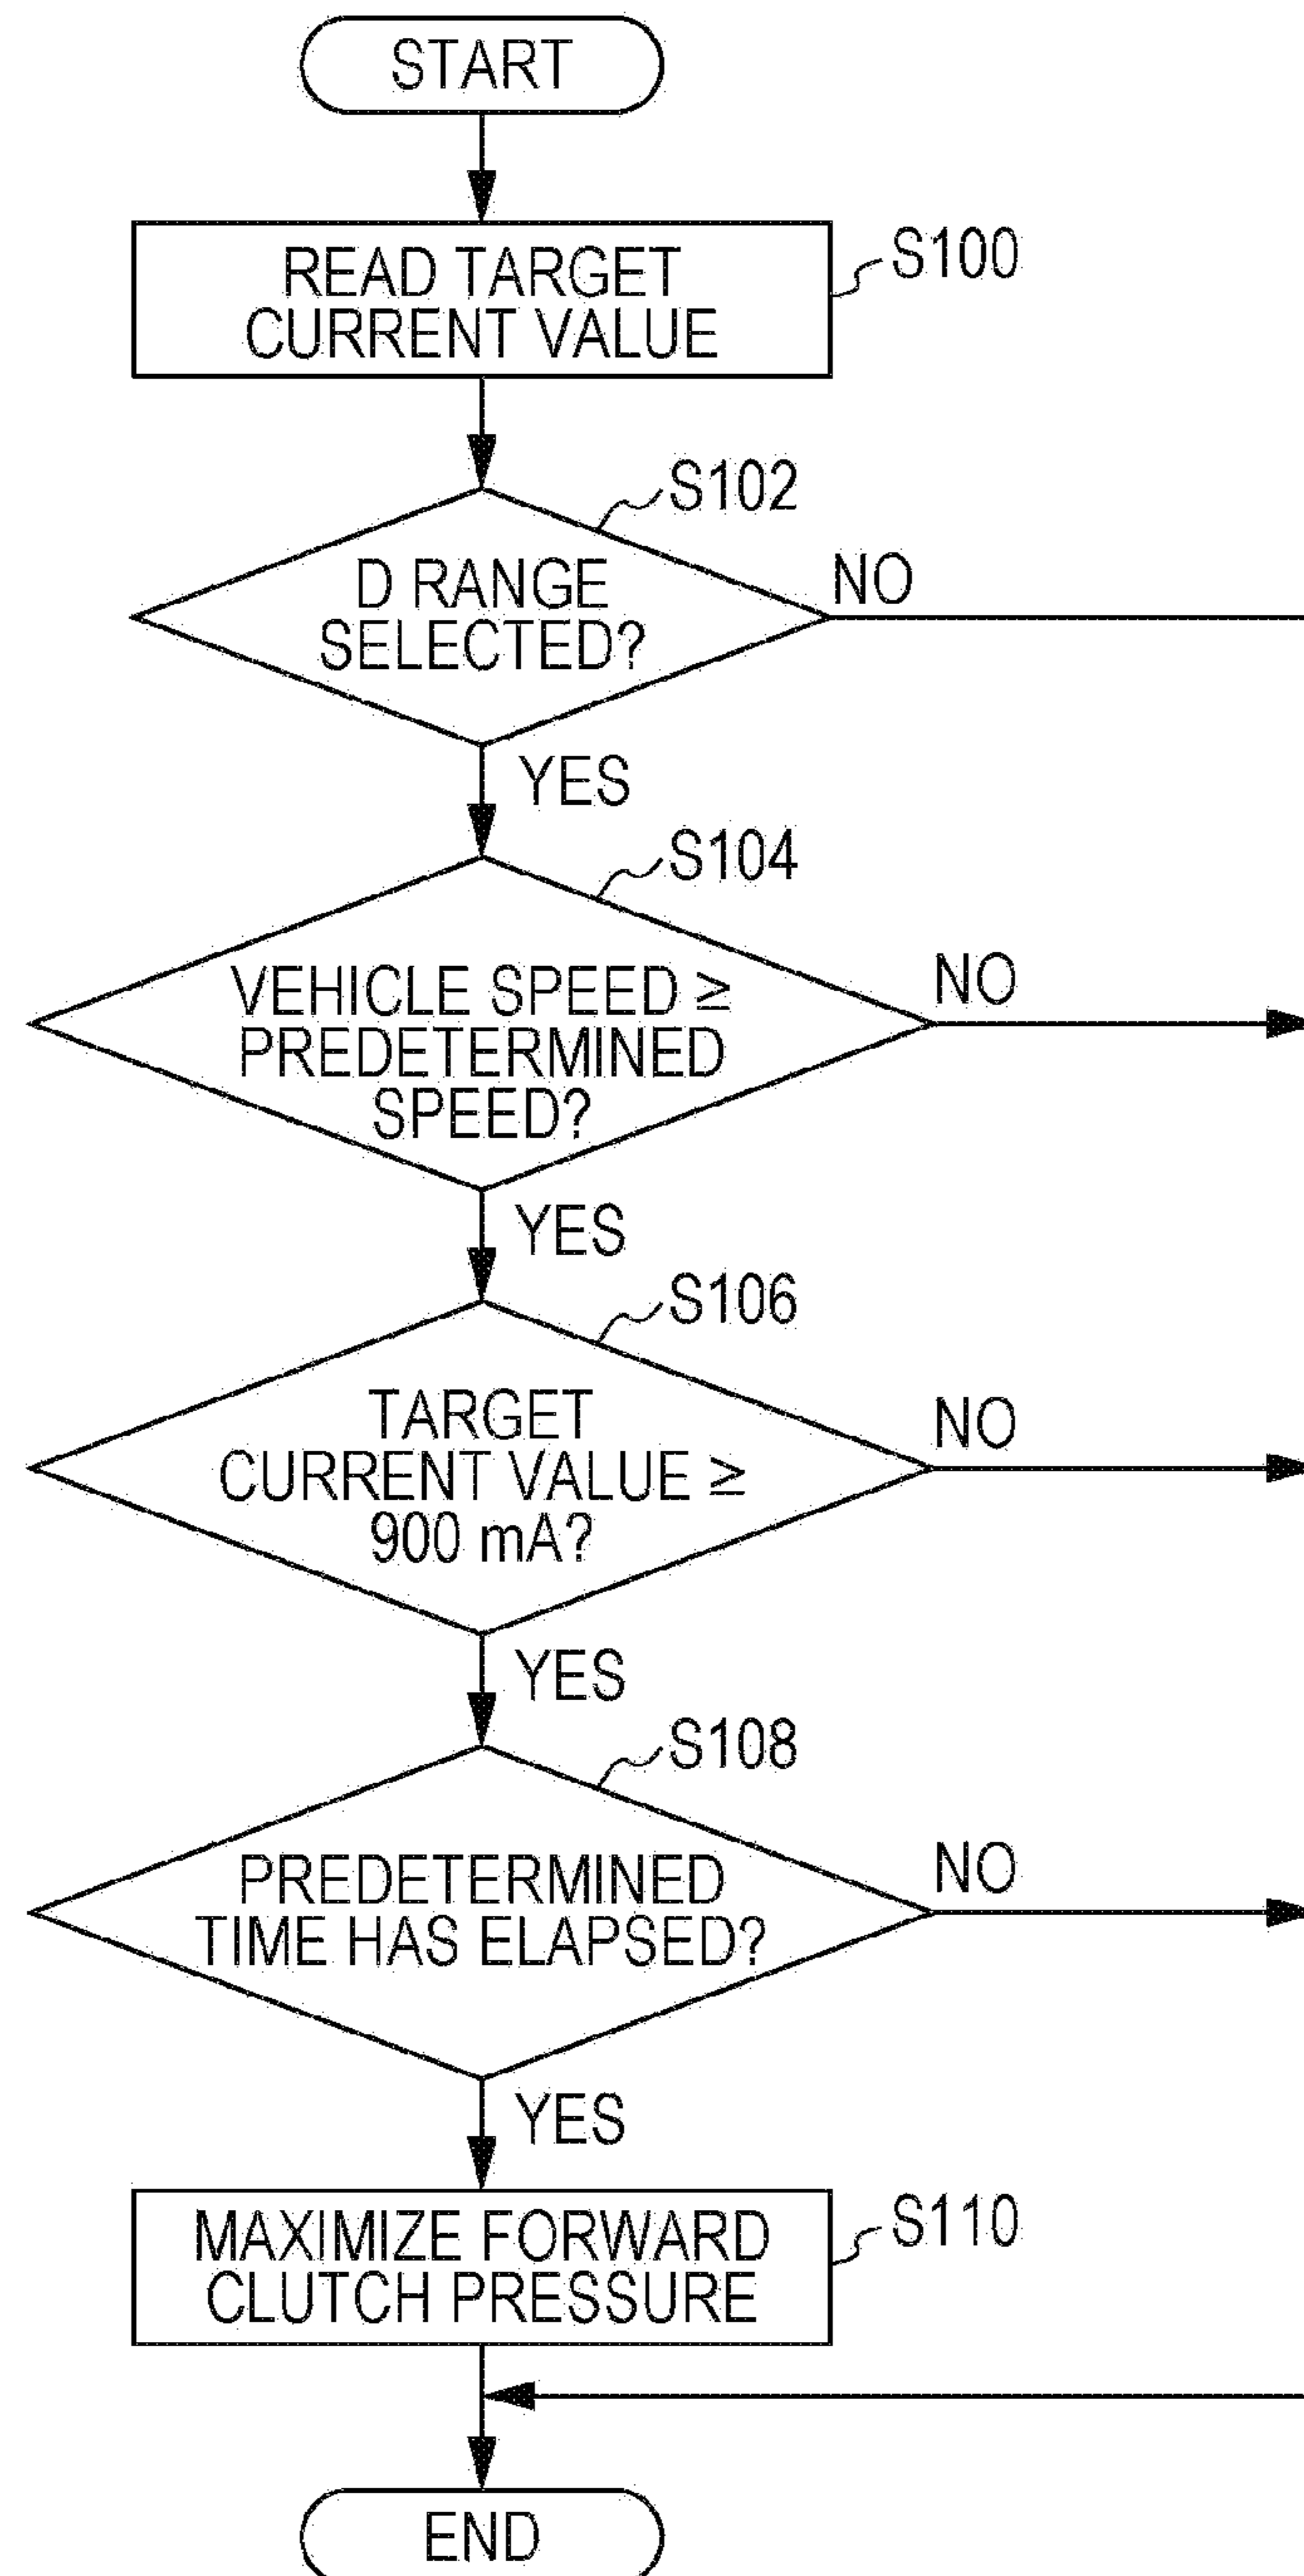 START
READ TARGET
CURRENT VALUE
S100
S102
D RANGE
SELECTED?
NO
YES
S104
VEHICLE SPEED ≥
PREDETERMINED
SPEED?
NO
YES
S106
TARGET
CURRENT VALUE ≥
900 mA?
NO
YES
S108
PREDETERMINED
TIME HAS ELAPSED?
NO
YES
MAXIMIZE FORWARD
CLUTCH PRESSURE
S110
END